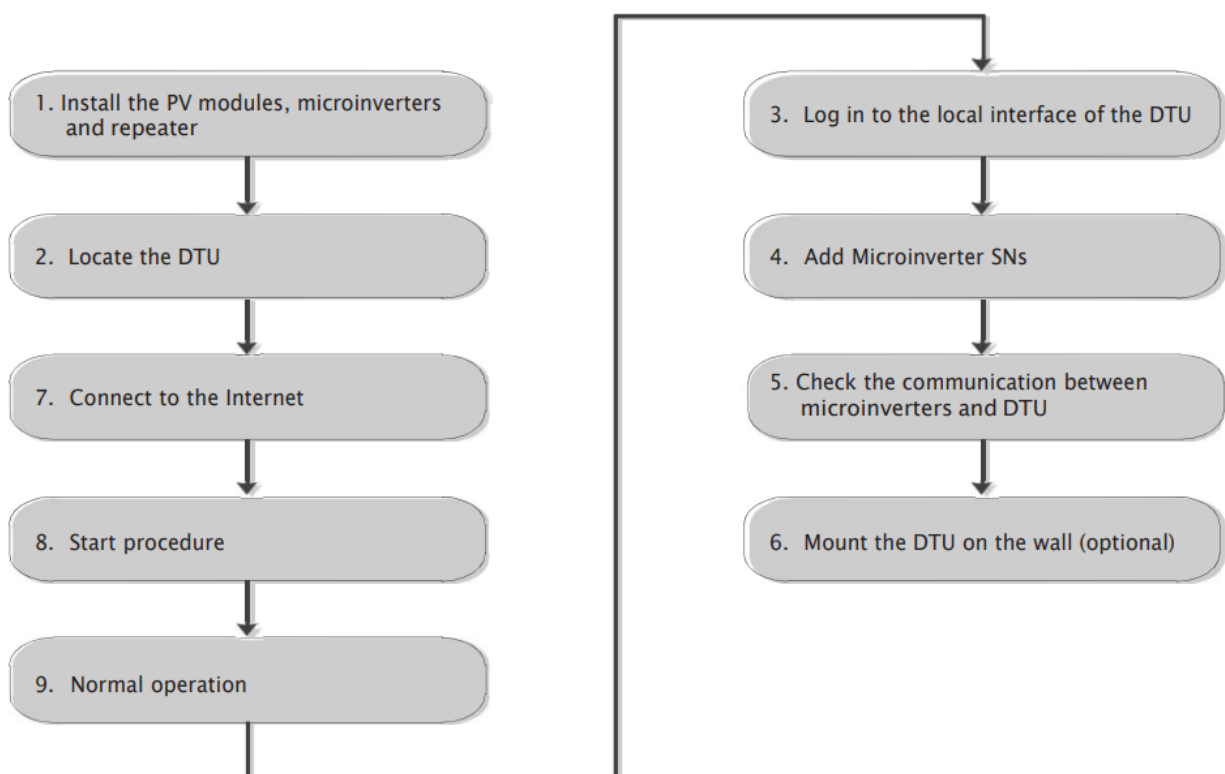 1. Install the PV modules, microinverters
and repeater
2. Locate the DTU
7. Connect to the Internet
8. Start procedure
9. Normal operation
3. Log in to the local interface of the DTU
4. Add Microinverter SNs
5. Check the communication between
microinverters and DTU
6. Mount the DTU on the wall (optional)